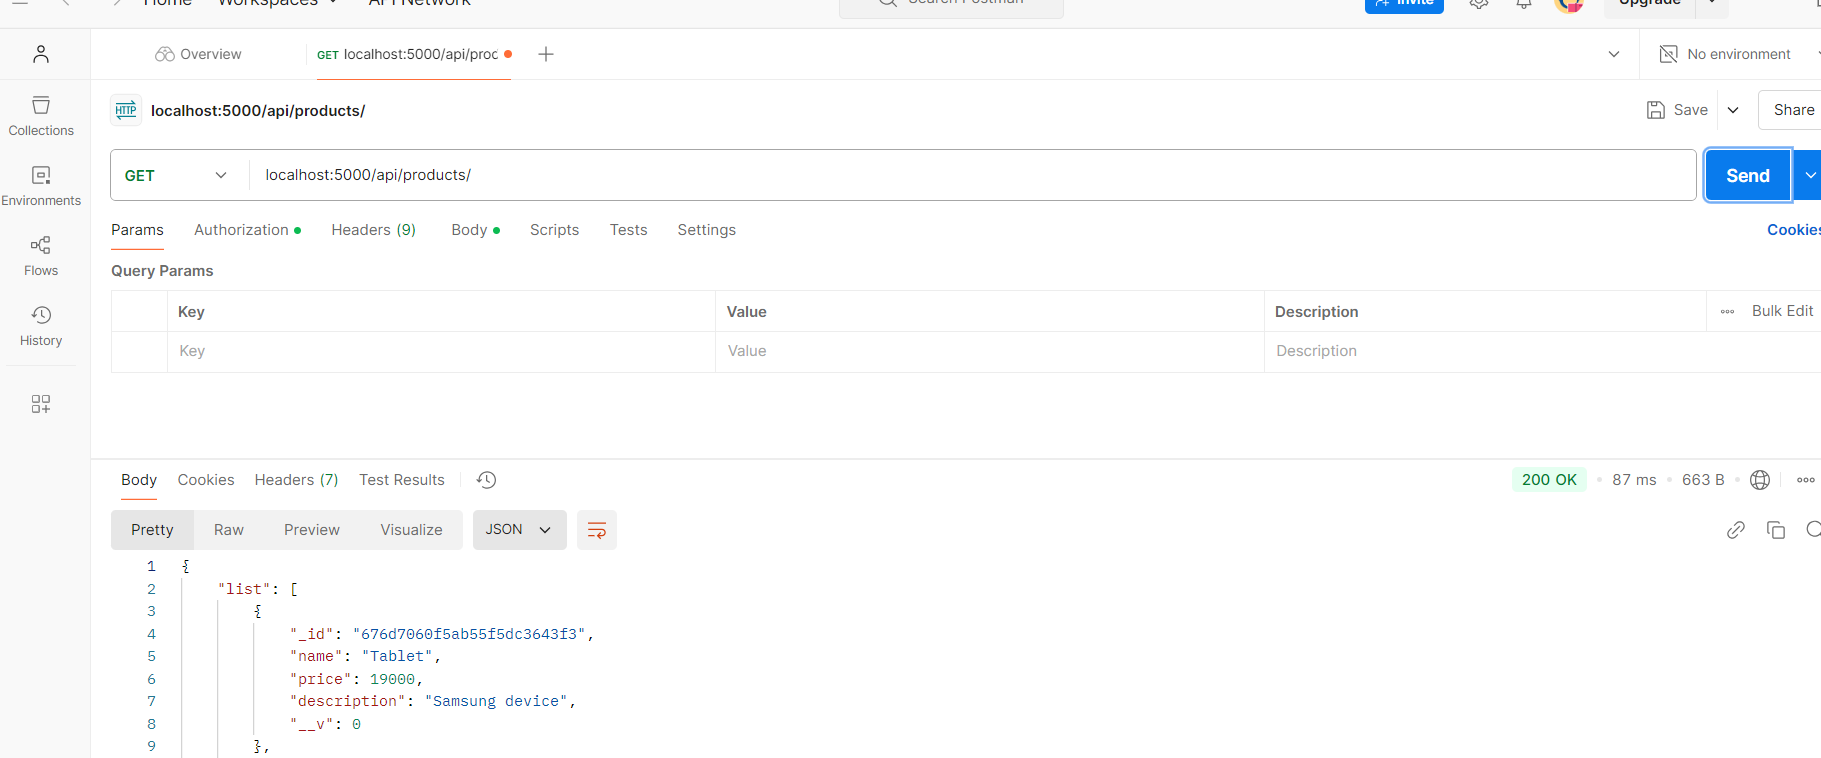 Home Workspaces API Network Search Postman Invite Upgrade
Overview GET localhost:5000/api/proc No environment
HTTP localhost:5000/api/products/ Save Share
Collections
GET localhost:5000/api/products/ Send
Environments
Params Authorization Headers (9) Body Scripts Tests Settings Cookies
Flows
Query Params
Key Value Description Bulk Edit
History
Key Value Description
Body Cookies Headers (7) Test Results 200 OK 87 ms 663 B
Pretty Raw Preview Visualize JSON
1 {
2 "list": [
3 {
4 "_id": "676d7060f5ab55f5dc3643f3",
5 "name": "Tablet",
6 "price": 19000,
7 "description": "Samsung device",
8 "__v": 0
9 },